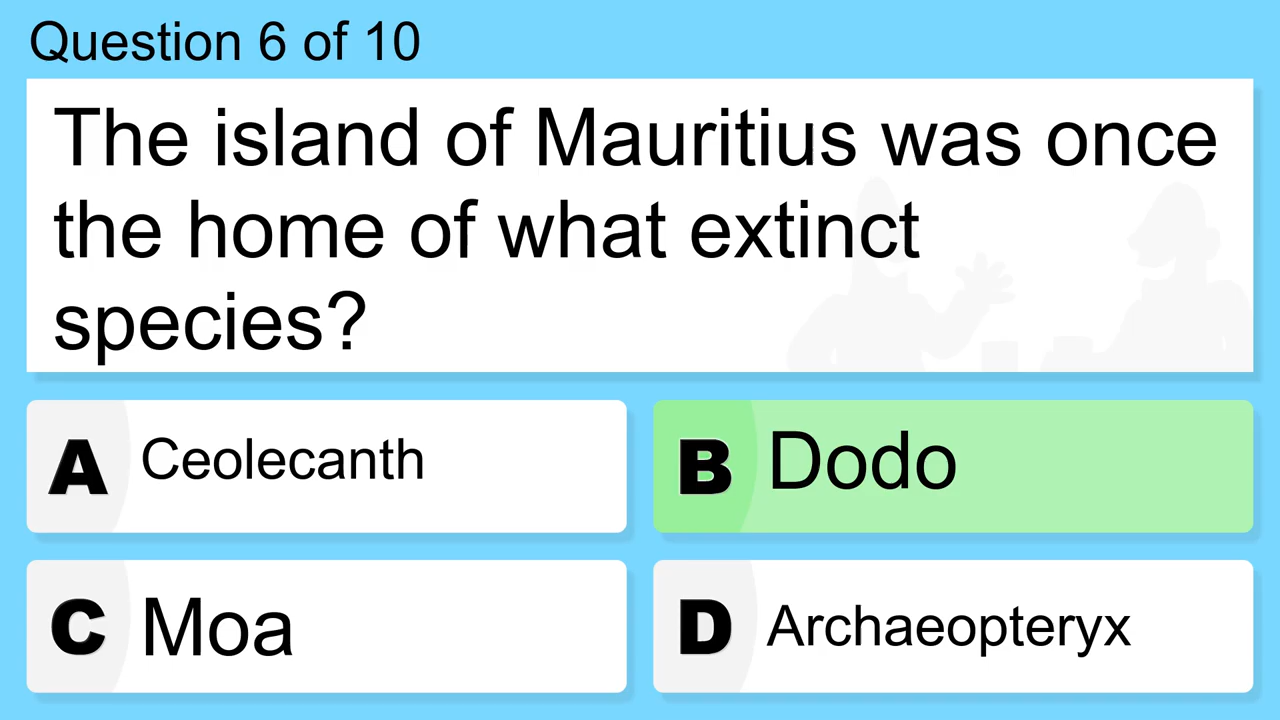 Question 6 of 10
The island of Mauritius was once
the home of what extinct
species?
A Ceolecanth
B Dodo
C Moa
D Archaeopteryx